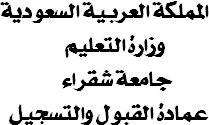 المملكة العربية السعودية
وزارة التعليم
جامعة شقراء
عمادة القبول والتسجيل